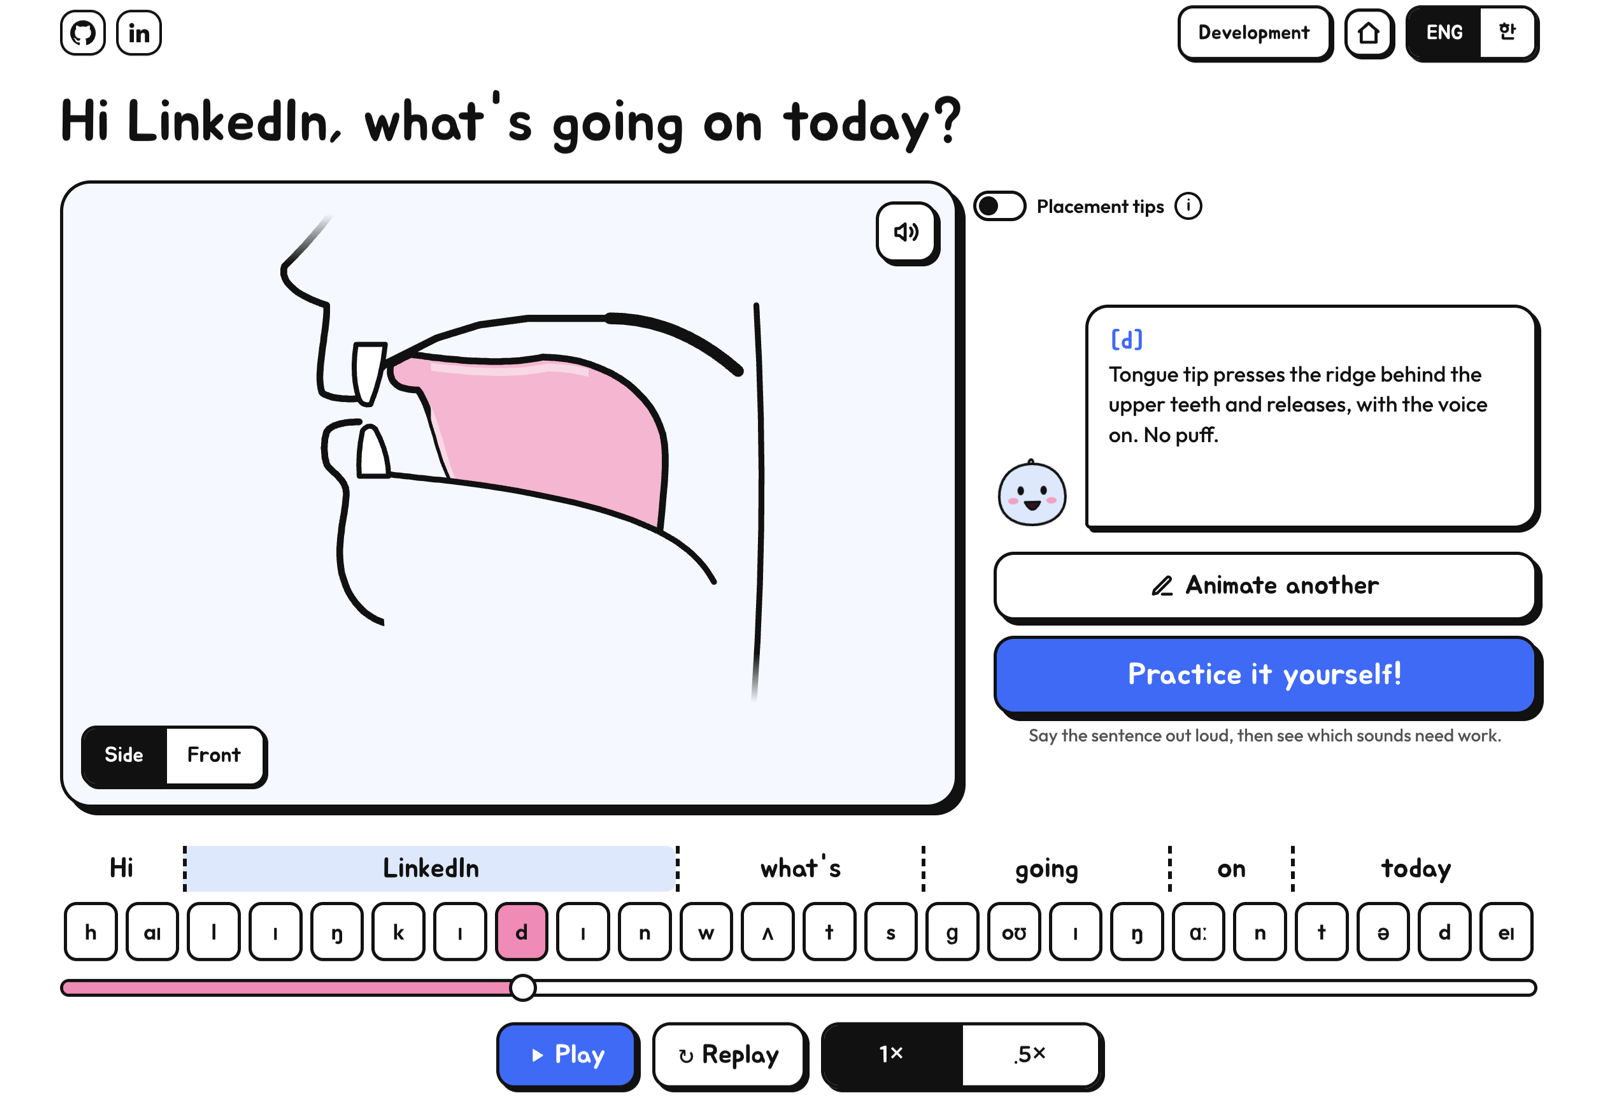 in
Development
ENG 한
Hi LinkedIn, what's going on today?
Placement tips i
[d]
Tongue tip presses the ridge behind the
upper teeth and releases, with the voice
on. No puff.
Animate another
Practice it yourself!
Say the sentence out loud, then see which sounds need work.
Side Front
Hi LinkedIn what's going on today
h aı l ı ŋ k ı d ı n w ʌ t s g oʊ ı ŋ ɑː n t ə d eı
Play Replay 1× .5×